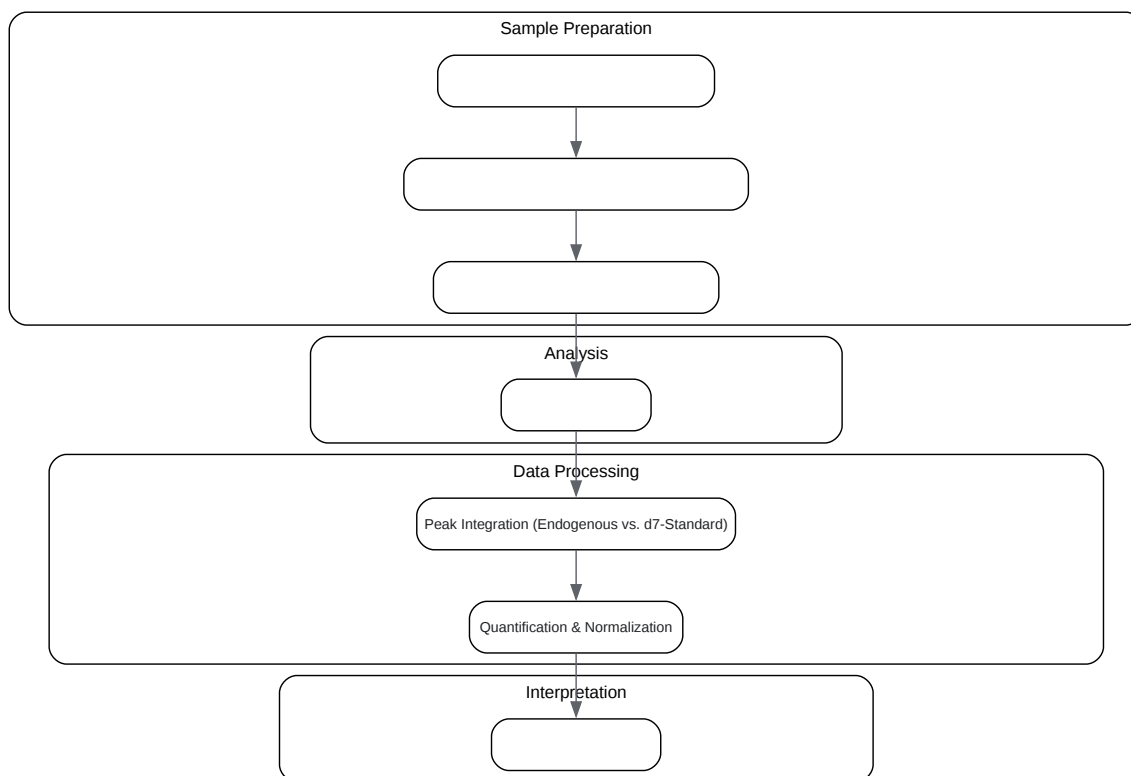 Sample Preparation
Analysis
Data Processing
Peak Integration (Endogenous vs. d7-Standard)
Quantification & Normalization
Interpretation